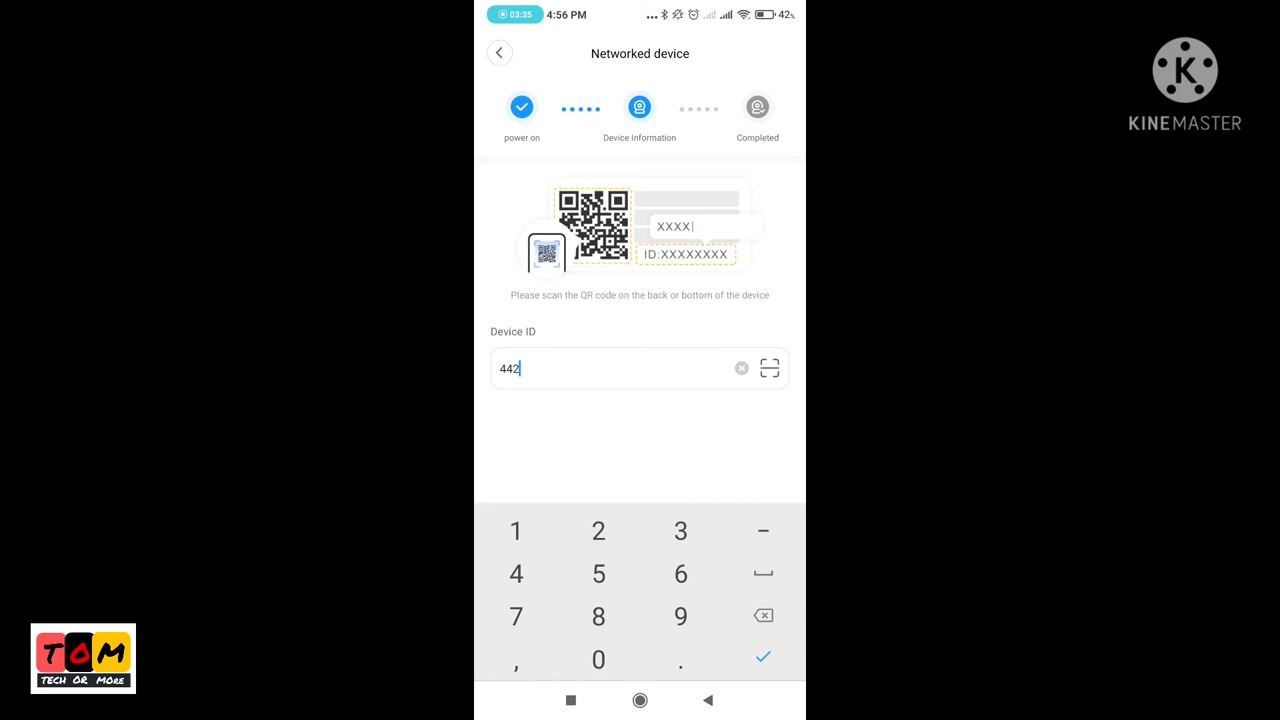 03:35 4:56 PM 42%
Networked device
power on Device Information Completed
XXXX
ID:XXXXXXXX
Please scan the QR code on the back or bottom of the device
Device ID
442
1 2 3 -
4 5 6
7 8 9
, 0 .
K
KINEMASTER
TOM
TECH OR MORE